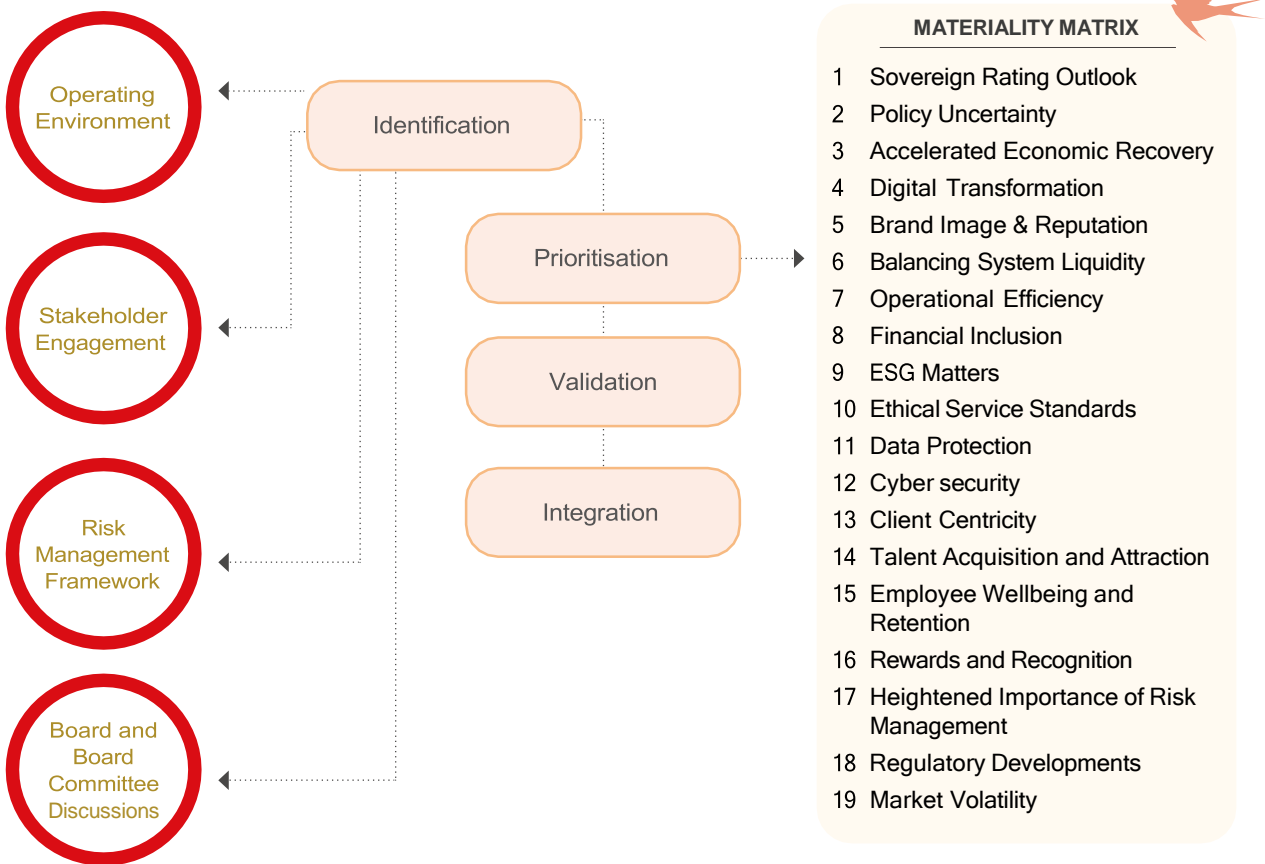 Operating
Environment
Stakeholder
Engagement
Risk
Management
Framework
Board and
Board
Committee
Discussions
Identification
Prioritisation
Validation
Integration
MATERIALITY MATRIX
1 Sovereign Rating Outlook
2 Policy Uncertainty
3 Accelerated Economic Recovery
4 Digital Transformation
5 Brand Image & Reputation
6 Balancing System Liquidity
7 Operational Efficiency
8 Financial Inclusion
9 ESG Matters
10 Ethical Service Standards
11 Data Protection
12 Cyber security
13 Client Centricity
14 Talent Acquisition and Attraction
15 Employee Wellbeing and
Retention
16 Rewards and Recognition
17 Heightened Importance of Risk
Management
18 Regulatory Developments
19 Market Volatility